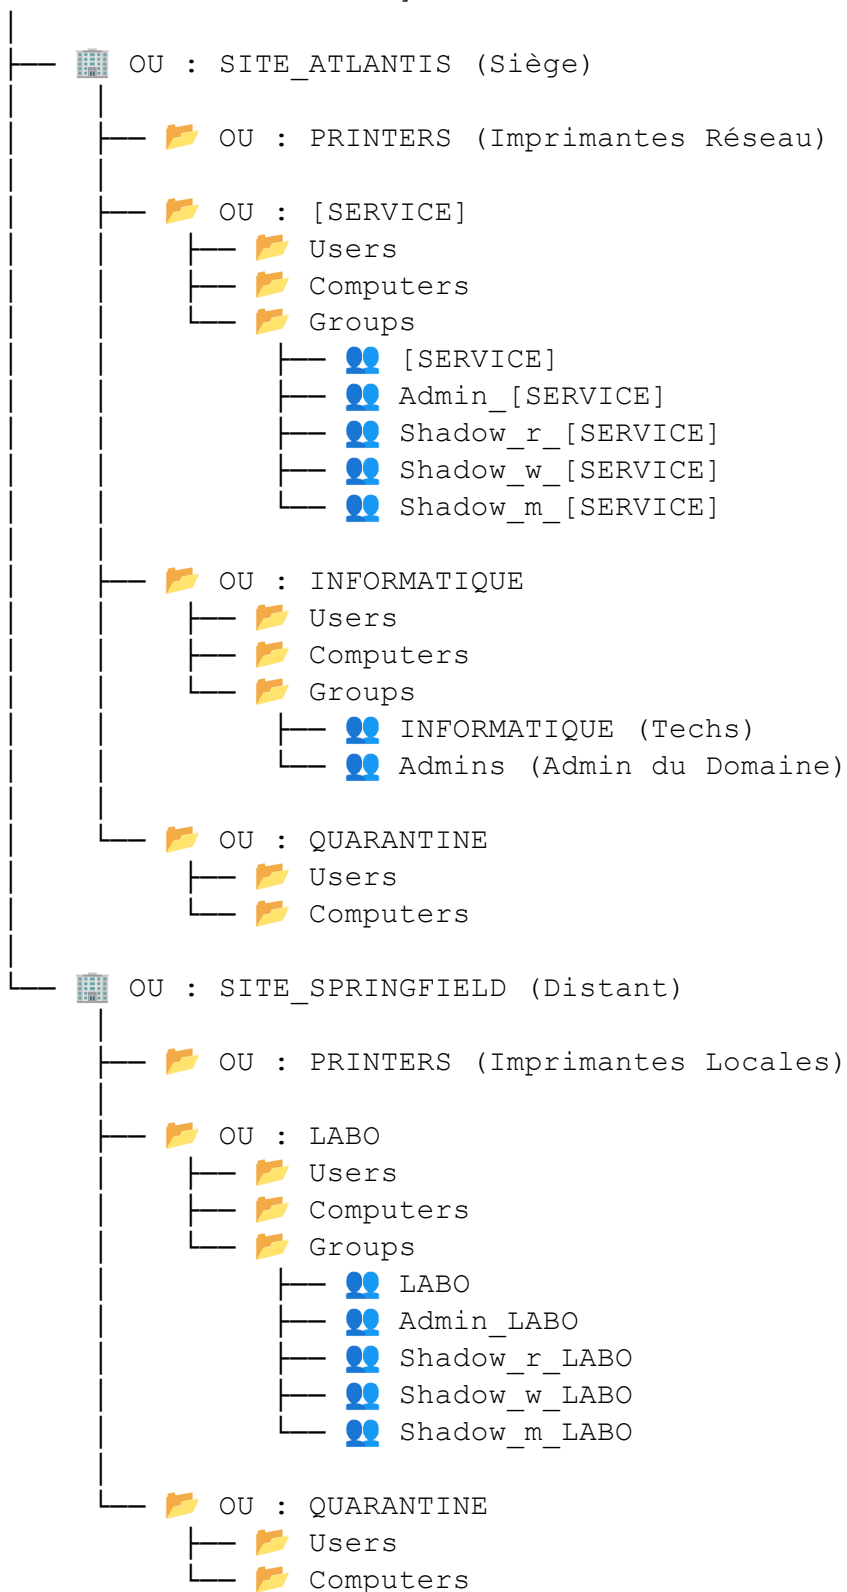 OU : SITE_ATLANTIS (Siège)
OU : PRINTERS (Imprimantes Réseau)
OU : [SERVICE]
Users
Computers
Groups
[SERVICE]
Admin_[SERVICE]
Shadow_r_[SERVICE]
Shadow_w_[SERVICE]
Shadow_m_[SERVICE]
OU : INFORMATIQUE
Users
Computers
Groups
INFORMATIQUE (Techs)
Admins (Admin du Domaine)
OU : QUARANTINE
Users
Computers
OU : SITE_SPRINGFIELD (Distant)
OU : PRINTERS (Imprimantes Locales)
OU : LABO
Users
Computers
Groups
LABO
Admin_LABO
Shadow_r_LABO
Shadow_w_LABO
Shadow_m_LABO
OU : QUARANTINE
Users
Computers